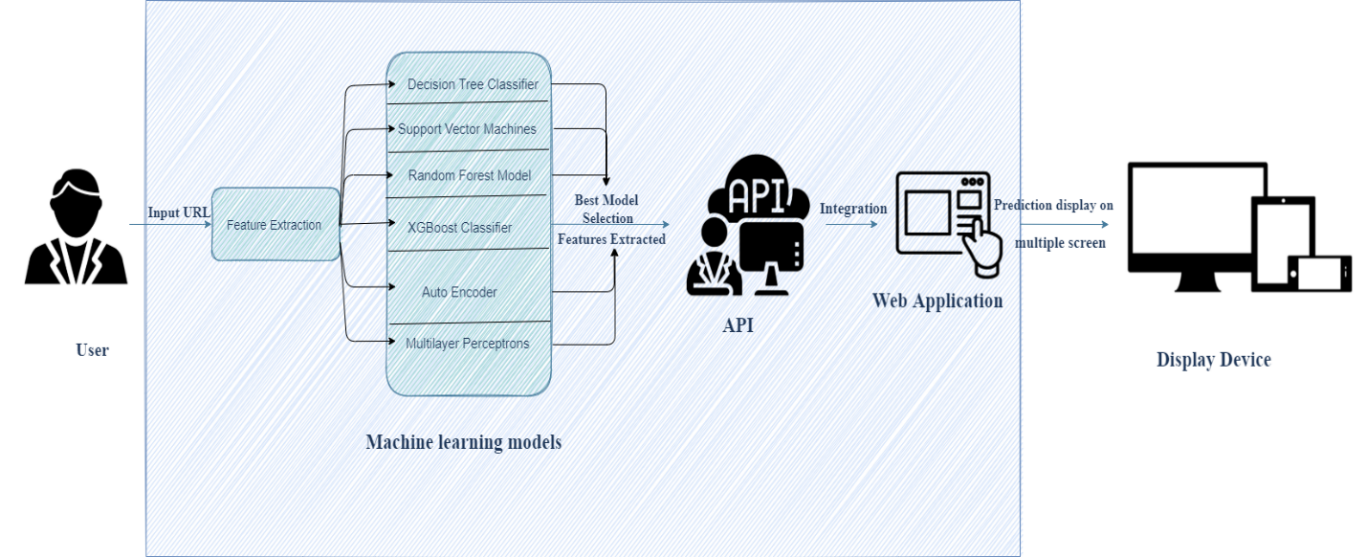 Decision Tree Classifier
Support Vector Machines
Random Forest Model
XGBoost Classifier
Auto Encoder
Multilayer Perceptrons
Machine learning models
Input URL
Feature Extraction
User
Best Model
Selection
Features Extracted
API
API
Integration
Web Application
Prediction display on
multiple screen
Display Device